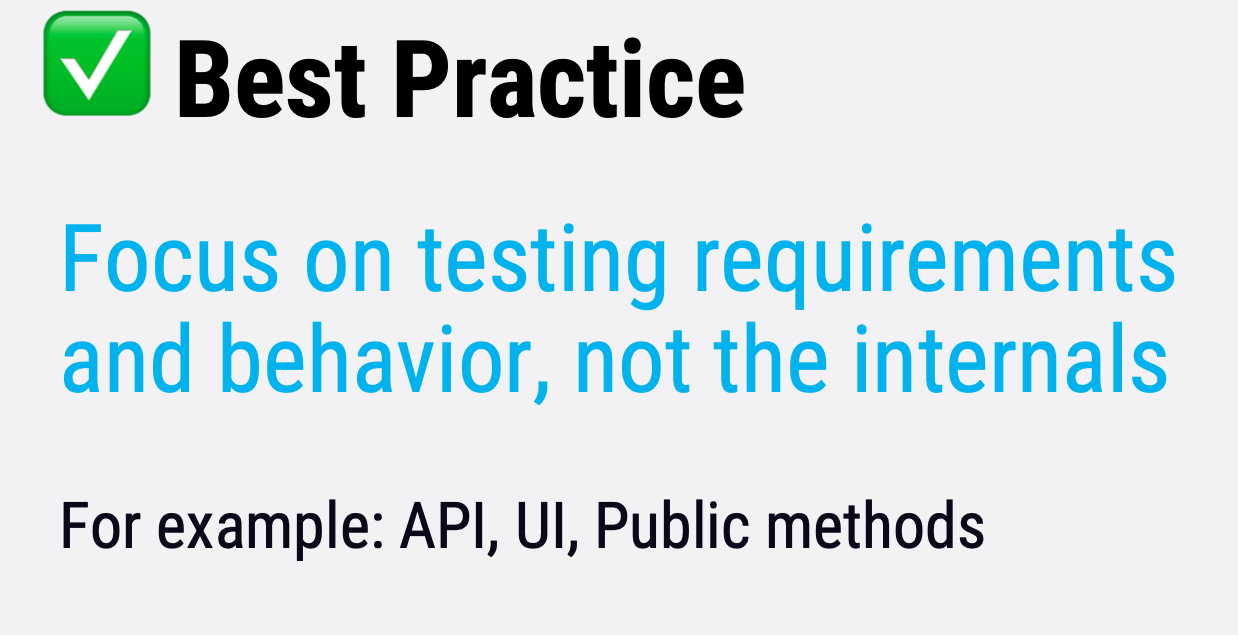 ✅ Best Practice
Focus on testing requirements
and behavior, not the internals
For example: API, UI, Public methods